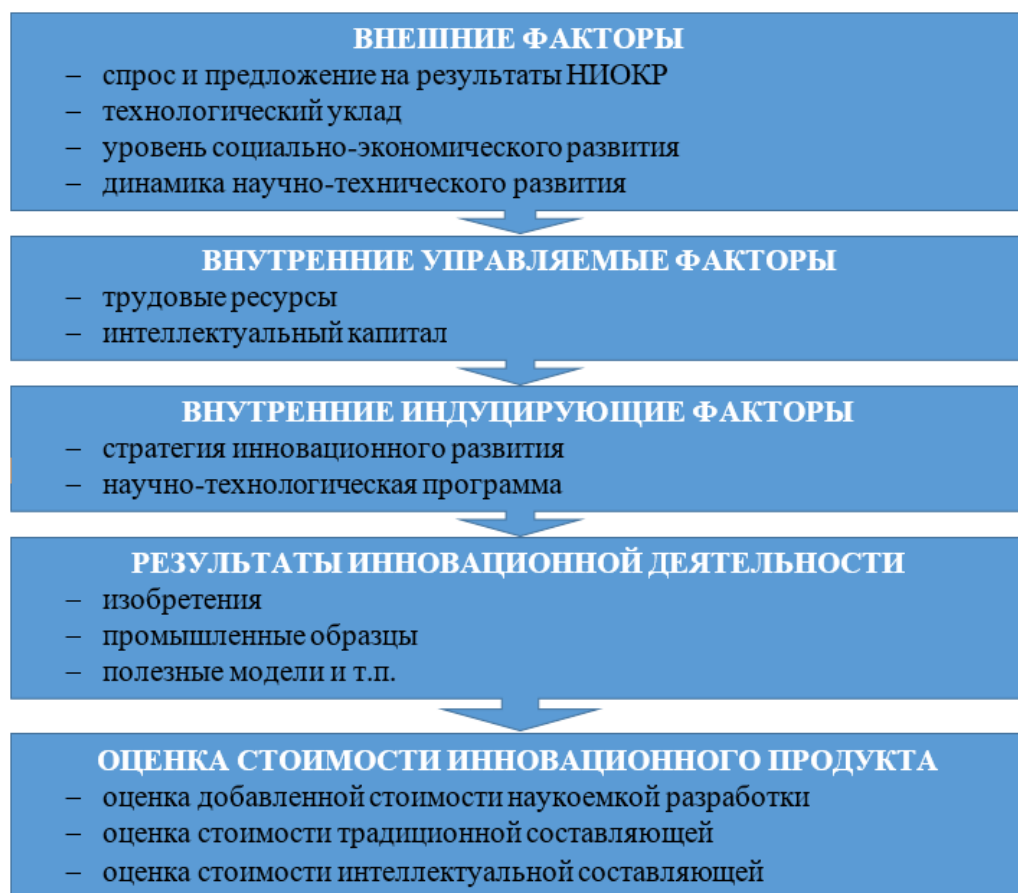 ВНЕШНИЕ ФАКТОРЫ
– спрос и предложение на результаты НИОКР
– технологический уклад
– уровень социально-экономического развития
– динамика научно-технического развития
ВНУТРЕННИЕ УПРАВЛЯЕМЫЕ ФАКТОРЫ
– трудовые ресурсы
– интеллектуальный капитал
ВНУТРЕННИЕ ИНДУЦИРУЮЩИЕ ФАКТОРЫ
– стратегия инновационного развития
– научно-технологическая программа
РЕЗУЛЬТАТЫ ИННОВАЦИОННОЙ ДЕЯТЕЛЬНОСТИ
– изобретения
– промышленные образцы
– полезные модели и т.п.
ОЦЕНКА СТОИМОСТИ ИННОВАЦИОННОГО ПРОДУКТА
– оценка добавленной стоимости наукоемкой разработки
– оценка стоимости традиционной составляющей
– оценка стоимости интеллектуальной составляющей